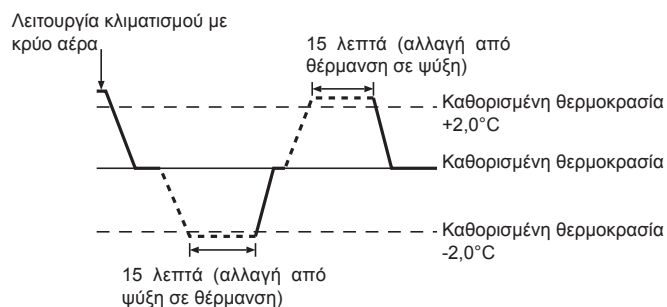 Λειτουργία κλιματισμού με
κρύο αέρα
15 λεπτά (αλλαγή από
θέρμανση σε ψύξη)
Καθορισμένη θερμοκρασία
+2,0°C
Καθορισμένη θερμοκρασία
Καθορισμένη θερμοκρασία
-2,0°C
15 λεπτά (αλλαγή από
ψύξη σε θέρμανση)